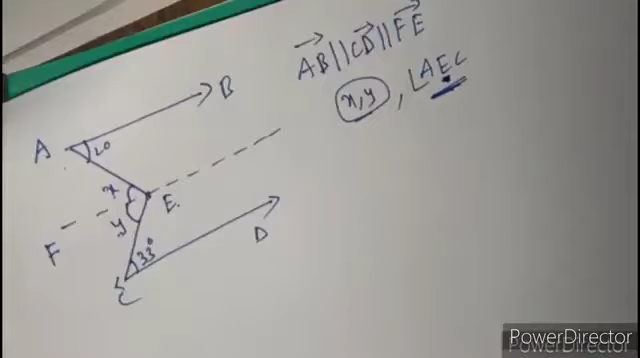 AB || CD || FE
x,y , ∠AEC
A
B
20
x
E.
F
y
33°
D
C
PowerDirector